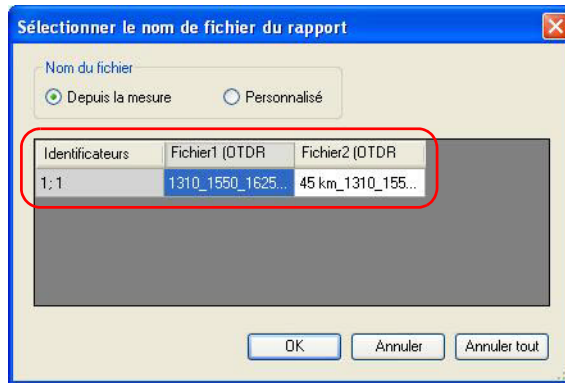 Sélectionner le nom de fichier du rapport
Nom du fichier
Depuis la mesure Personnalisé
Identificateurs Fichier1 (OTDR Fichier2 (OTDR
1; 1 1310_1550_1625... 45 km_1310_155...
OK Annuler Annuler tout